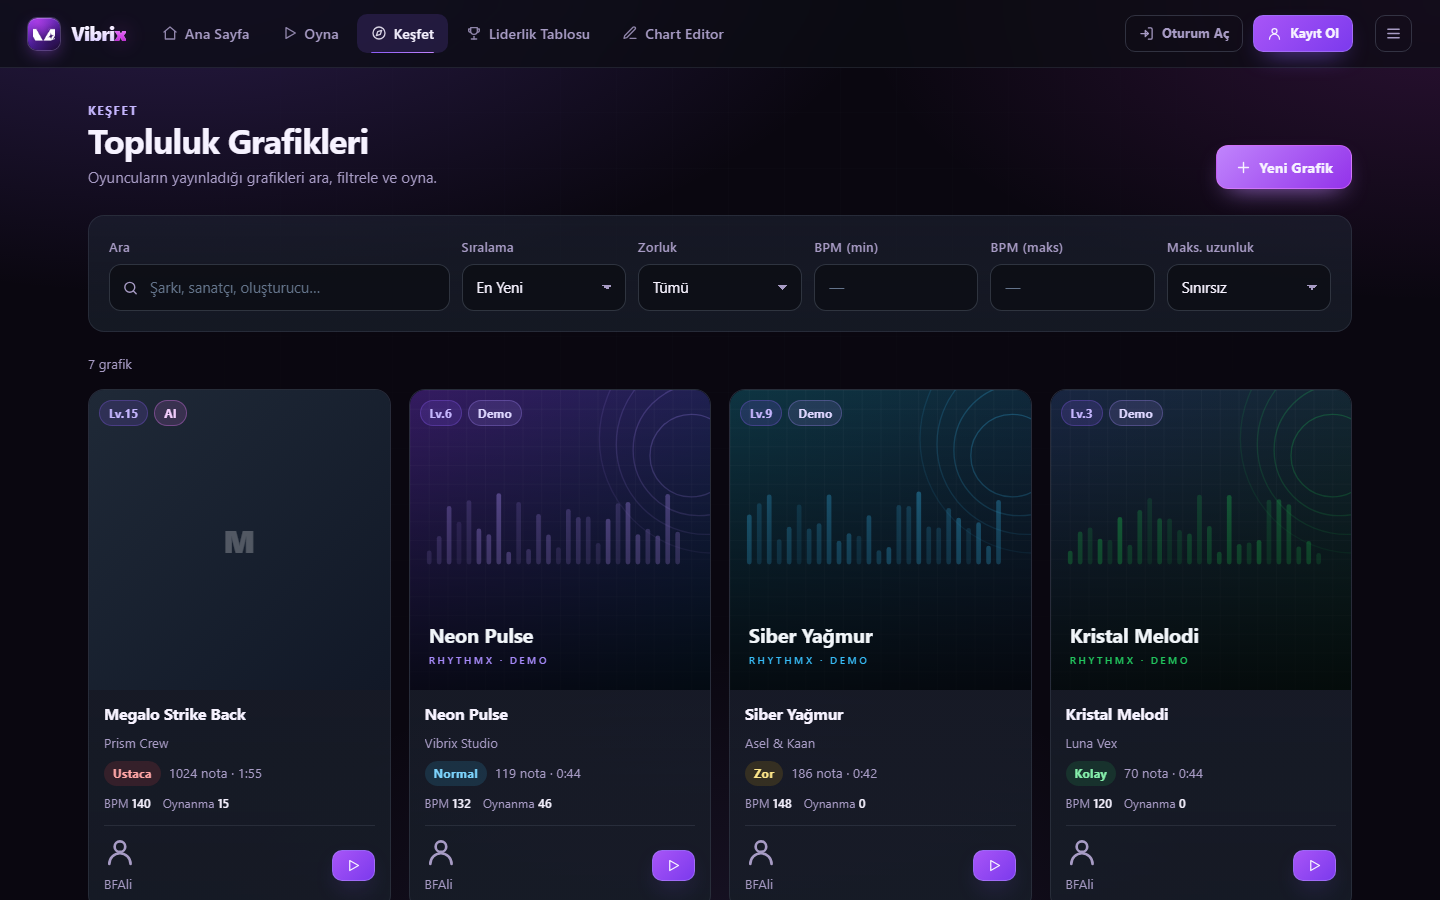 Vibrix
Ana Sayfa
Oyna
Keşfet
Liderlik Tablosu
Chart Editor
Oturum Aç
Kayıt Ol
KEŞFET
Topluluk Grafikleri
Oyuncuların yayınladığı grafikleri ara, filtrele ve oyna.
Yeni Grafik
Ara
Sıralama
Zorluk
BPM (min)
BPM (maks)
Maks. uzunluk
Şarkı, sanatçı, oluşturucu...
En Yeni
Tümü
—
—
Sınırsız
7 grafik
Lv.15
AI
M
Megalo Strike Back
Prism Crew
Ustaca
1024 nota · 1:55
BPM 140 Oynanma 15
BFAli
Lv.6
Demo
Neon Pulse
RHYTHMX · DEMO
Neon Pulse
Vibrix Studio
Normal
119 nota · 0:44
BPM 132 Oynanma 46
BFAli
Lv.9
Demo
Siber Yağmur
RHYTHMX · DEMO
Siber Yağmur
Asel & Kaan
Zor
186 nota · 0:42
BPM 148 Oynanma 0
BFAli
Lv.3
Demo
Kristal Melodi
RHYTHMX · DEMO
Kristal Melodi
Luna Vex
Kolay
70 nota · 0:44
BPM 120 Oynanma 0
BFAli